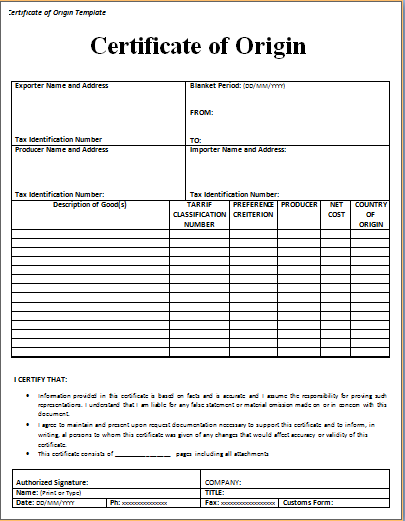 Certificate of Origin Template
Certificate of Origin
Exporter Name and Address
Blanket Period: (DD/MM/YYYY)
FROM:
Tax Identification Number
TO:
Producer Name and Address
Importer Name and Address:
Tax Identification Number:
Tax Identification Number:
Description of Good(s)
TARRIF CLASSIFICATION NUMBER
PREFERENCE CREITERION
PRODUCER
NET COST
COUNTRY OF ORIGIN
I CERTIFY THAT:
• Information provided in this certificate is based on facts and is accurate and I assume the responsibility for proving such
representations. I understand that I am liable for any false statement or material omission made on or in concern with this
document.
• I agree to maintain and present upon request documentation necessary to support this certificate and to inform, in
writing, al persons to whom this certificate was given of any changes that would affect accuracy or validity of this
certificate.
• This certificate consists of ________________ pages including all attachments
Authorized Signature:
COMPANY:
Name: (Print or Type)
TITLE:
Date: DD/MM/YYYY
Ph: xxxxxxxxxxxxxx
Fax: xxxxxxxxxxxxxxx
Customs Form: